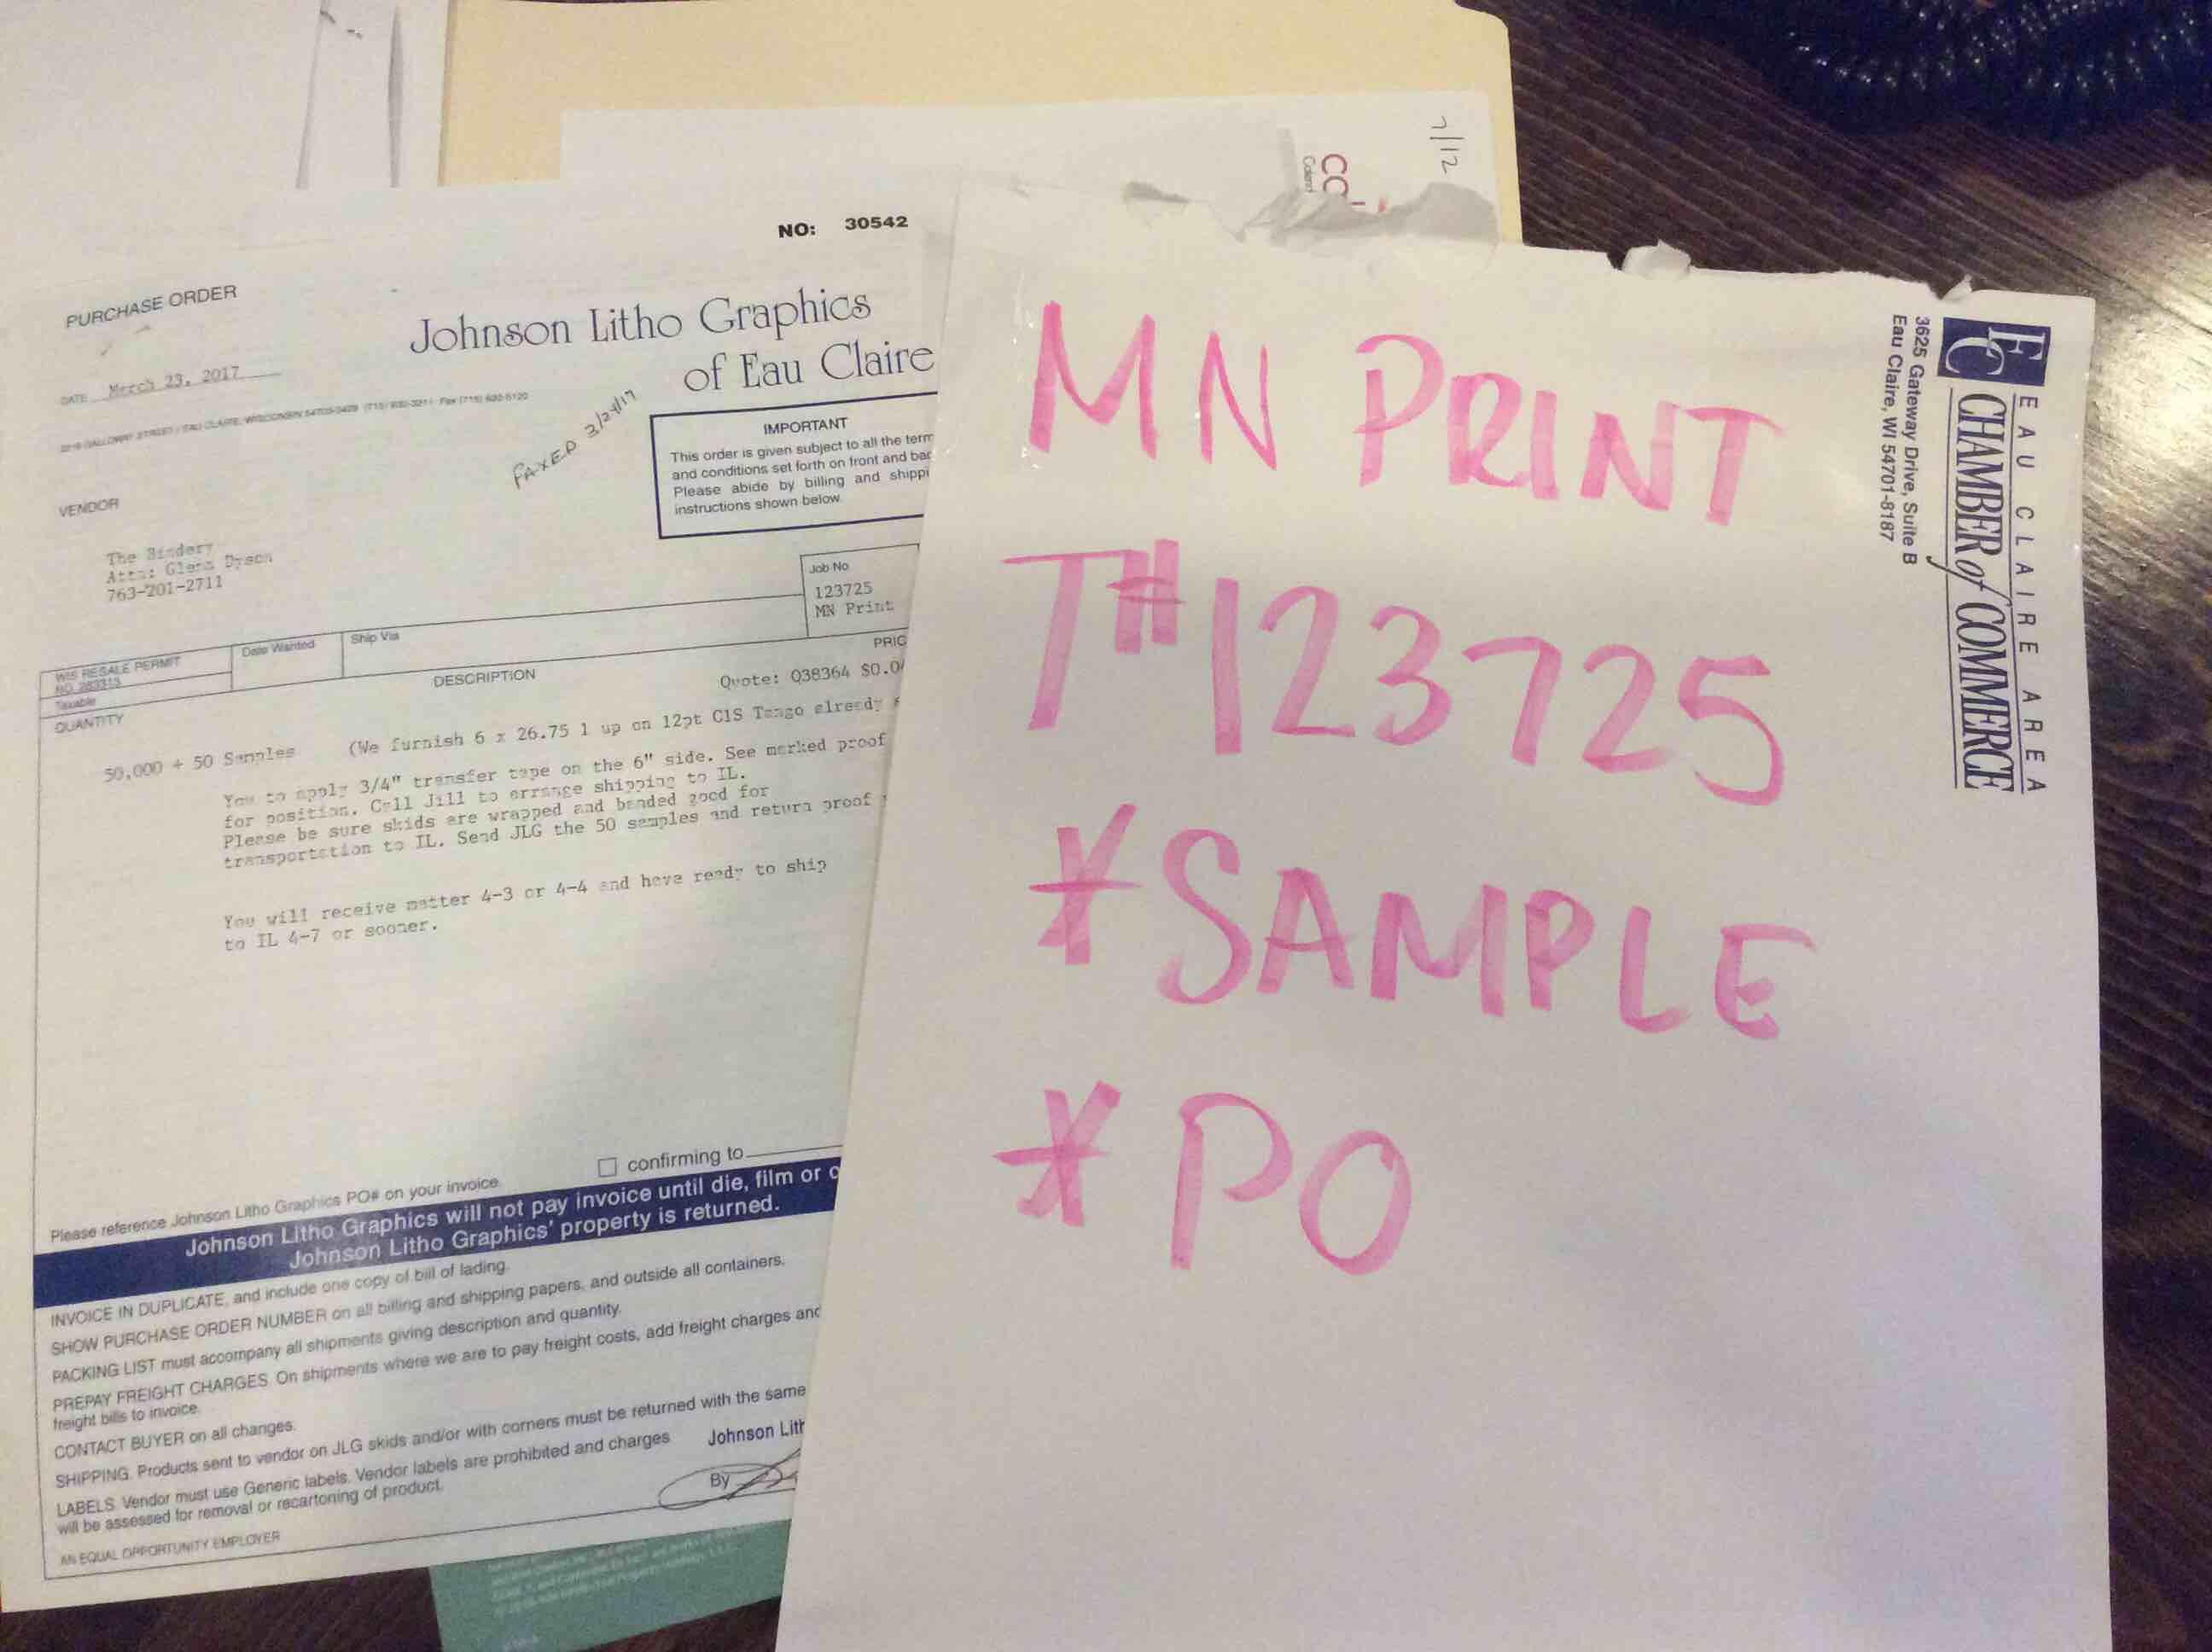 7/12
CO
NO: 30542
PURCHASE ORDER
Johnson Litho Graphics
of Eau Claire
DATE March 23, 2017
FAXED 3/24/17
IMPORTANT
This order is given subject to all the term
and conditions set forth on front and bac
Please abide by billing and shippi
instructions shown below.
VENDOR
The Bindery
Attn: Glenn Dyson
763-201-2711
Job No
123725
MN Print
WIS RESALE PERMIT
NO.
Taxable
Date Wanted
Ship Via
QUANTITY
DESCRIPTION
PRIC
Quote: Q38364 $0.0
50,000 + 50 Samples (We furnish 6 x 26.75 1 up on 12pt C1S Tango already
You to apply 3/4" transfer tape on the 6" side. See marked proof
for position. Call Jill to arrange shipping to IL.
Please be sure skids are wrapped and banded good for
transportation to IL. Send JLG the 50 samples and return proof
You will receive matter 4-3 or 4-4 and have ready to ship
to IL 4-7 or sooner.
confirming to
Please reference Johnson Litho Graphics PO# on your invoice.
Johnson Litho Graphics will not pay invoice until die, film or o
Johnson Litho Graphics' property is returned.
INVOICE IN DUPLICATE, and include one copy of bill of lading.
SHOW PURCHASE ORDER NUMBER on all billing and shipping papers, and outside all containers.
PACKING LIST must accompany all shipments giving description and quantity.
PREPAY FREIGHT CHARGES. On shipments where we are to pay freight costs, add freight charges and
freight bills to invoice.
CONTACT BUYER on all changes.
SHIPPING. Products sent to vendor on JLG skids and/or with corners must be returned with the same
LABELS. Vendor must use Generic labels. Vendor labels are prohibited and charges
will be assessed for removal or recartoning of product.
Johnson Lith
By
AN EQUAL OPPORTUNITY EMPLOYER
MN PRINT
T#123725
*SAMPLE
*PO
EC
EAU CLAIRE AREA
CHAMBER of COMMERCE
3625 Gateway Drive, Suite B
Eau Claire, WI 54701-8187